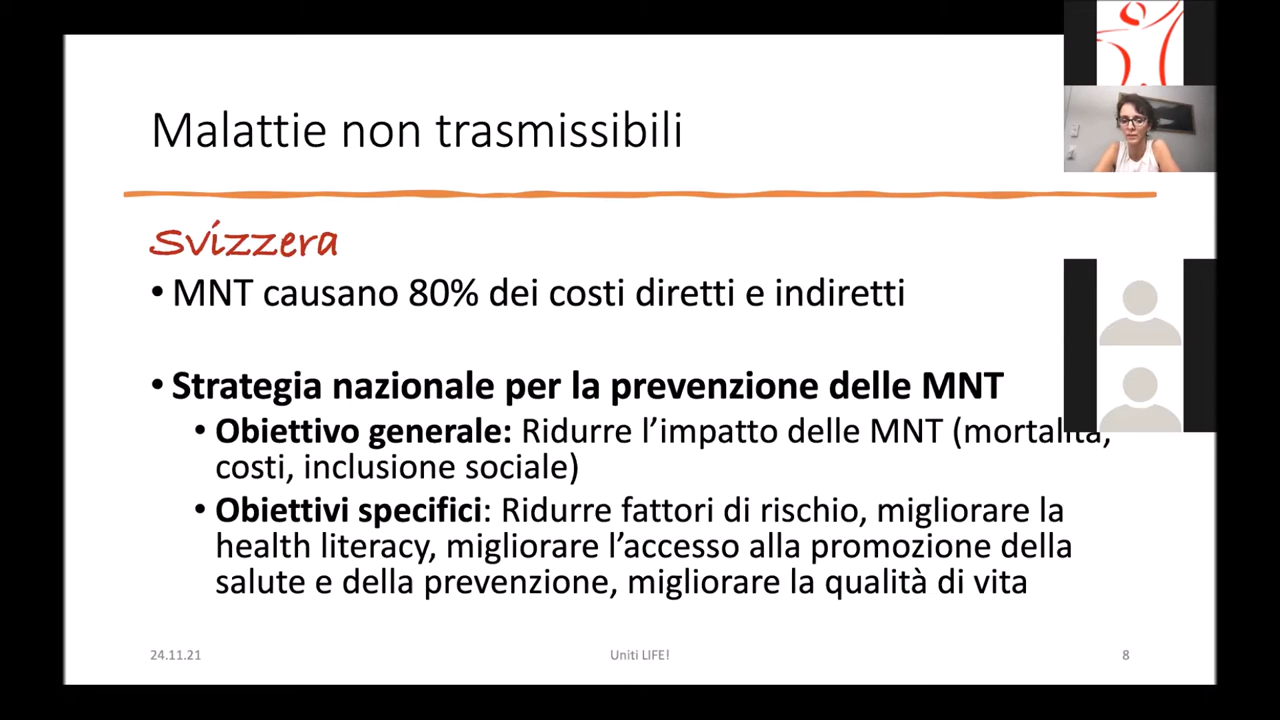 Malattie non trasmissibili
Svizzera
• MNT causano 80% dei costi diretti e indiretti
• Strategia nazionale per la prevenzione delle MNT
• Obiettivo generale: Ridurre l’impatto delle MNT (mortalità,
costi, inclusione sociale)
• Obiettivi specifici: Ridurre fattori di rischio, migliorare la
health literacy, migliorare l’accesso alla promozione della
salute e della prevenzione, migliorare la qualità di vita
24.11.21
Uniti LIFE!
8